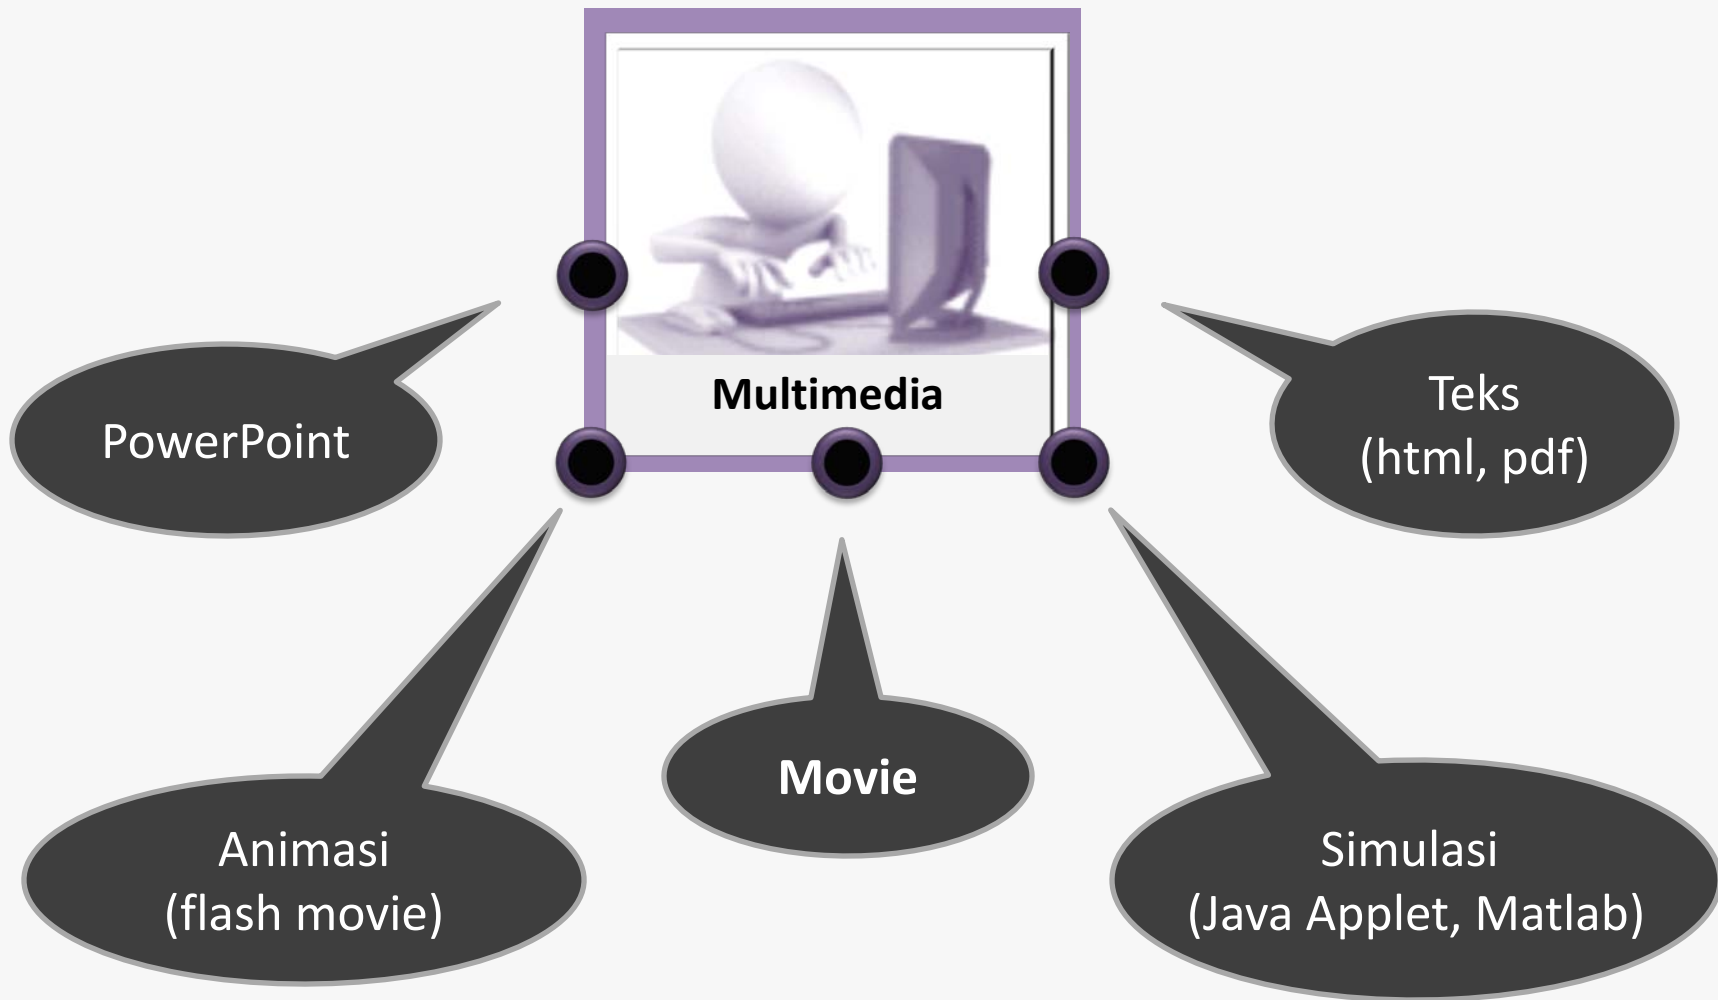 Multimedia
PowerPoint
Teks
(html, pdf)
Animasi
(flash movie)
Movie
Simulasi
(Java Applet, Matlab)